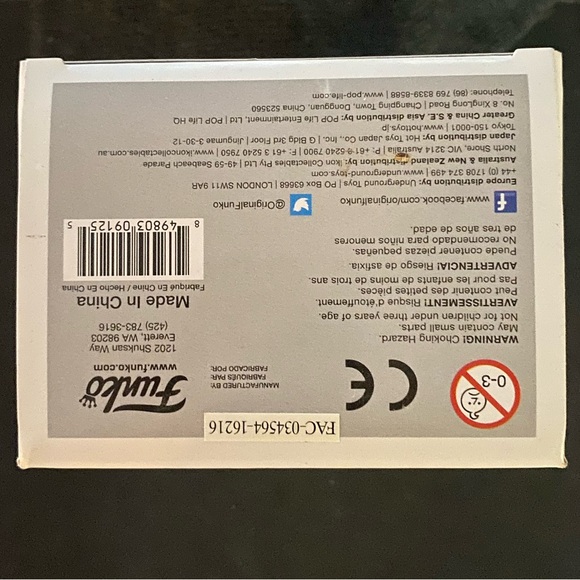 FAC-034564-16216
0-3
CE
MANUFACTURED BY:
FABRIQUÉS PAR:
FABRICADO POR:
Funko
www.funko.com
1202 Shuksan Way
Everett, WA 98203
(425) 783-3616
WARNING! Choking Hazard.
May contain small parts.
Not for children under three years of age.
AVERTISSEMENT! Risque d'étouffement.
Peut contenir des petites pièces.
Pas pour les enfants de moins de trois ans.
ADVERTENCIA! Riesgo de asfixia.
Puede contener piezas pequeñas.
No recomendado para niños menores
de tres años de edad.
Made In China
Fabriqué En Chine / Hecho En China
8 49803 09125 5
www.facebook.com/originalfunko
@OriginalFunko
Europe distribution by: Underground Toys | PO Box 63568 | LONDON SW11 9AR
+44 (0) 1708 374 499 | www.underground-toys.com
Australia & New Zealand distribution by: Ikon Collectables Pty Ltd | 49-59 Seabeach Parade
North Shore, VIC 3214 Australia | P: +61 5240 7900 | F: +61 3 5240 7950 | www.ikoncollectables.com.au
Japan distribution by: Hot Toys Japan Co., Inc. | G Bldg 3rd Floor | Jingumae 3-30-12
Tokyo 150-0001 | www.hottoys.jp
Greater China & S.E. Asia distribution by: POP Life Entertainment, Ltd | POP Life HQ
No. 8 Xinglong Road | Changping Town, Dongguan, China 523560
Telephone: (86) 769 8339-8588 | www.pop-life.com